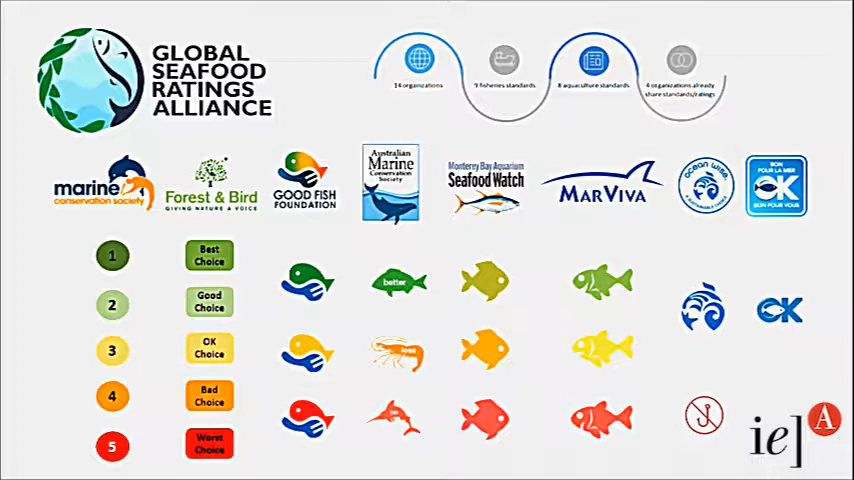 GLOBAL
SEAFOOD
RATINGS
ALLIANCE
14 organizations
9 fisheries standards
8 aquaculture standards
4 organizations already
share standards/ratings
marine
conservation society
Forest & Bird
GIVING NATURE A VOICE
GOOD FISH
FOUNDATION
Australian
Marine
Conservation
Society
Monterey Bay Aquarium
Seafood Watch
MARVIVA
ocean wise.
BON
POUR LA MER
OK
BON POUR VOUS
1
Best
Choice
better
2
Good
Choice
OK
3
OK
Choice
less
4
Bad
Choice
no
5
Worst
Choice
ie]
A